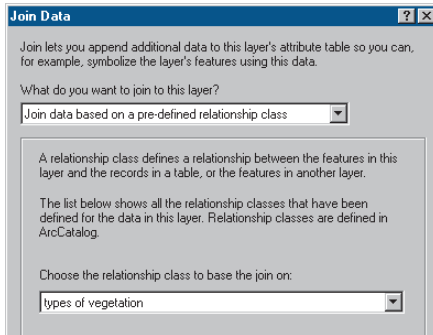 Join Data
Join lets you append additional data to this layer's attribute table so you can,
for example, symbolize the layer's features using this data.
What do you want to join to this layer?
Join data based on a pre-defined relationship class
A relationship class defines a relationship between the features in this
layer and the records in a table, or the features in another layer.
The list below shows all the relationship classes that have been
defined for the data in this layer. Relationship classes are defined in
ArcCatalog.
Choose the relationship class to base the join on:
types of vegetation